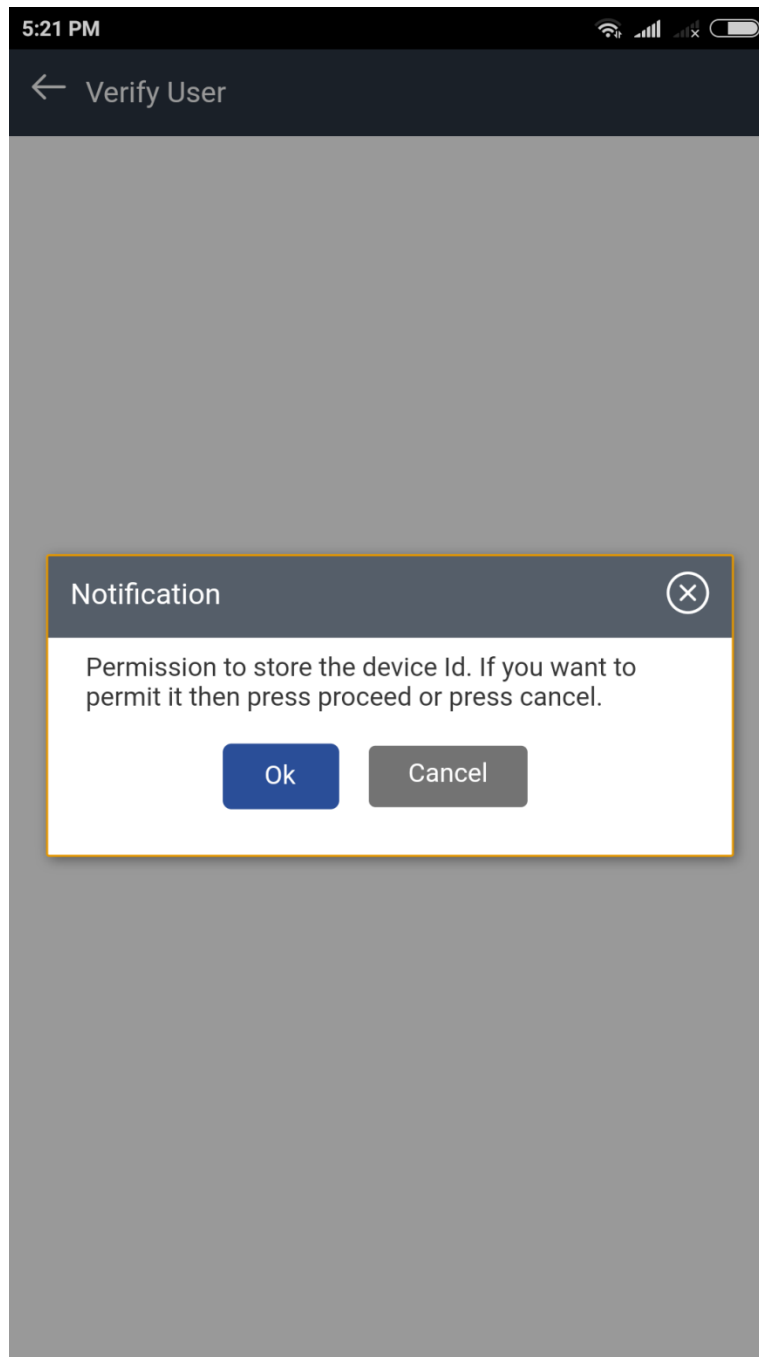 5:21 PM
Verify User
Notification
Permission to store the device Id. If you want to
permit it then press proceed or press cancel.
Ok
Cancel